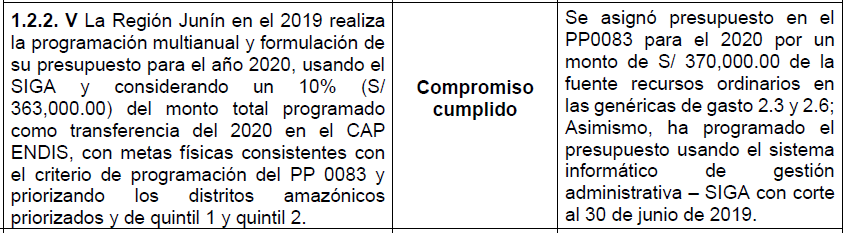 1.2.2. V La Región Junín en el 2019 realiza
la programación multianual y formulación de
su presupuesto para el año 2020, usando el
SIGA y considerando un 10% (S/
363,000.00) del monto total programado
como transferencia del 2020 en el CAP
ENDIS, con metas físicas consistentes con
el criterio de programación del PP 0083 y
priorizando los distritos amazónicos
priorizados y de quintil 1 y quintil 2.
Compromiso
cumplido
Se asignó presupuesto en el
PP0083 para el 2020 por un
monto de S/ 370,000.00 de la
fuente recursos ordinarios en
las genéricas de gasto 2.3 y 2.6;
Asimismo, ha programado el
presupuesto usando el sistema
informático de gestión
administrativa – SIGA con corte
al 30 de junio de 2019.